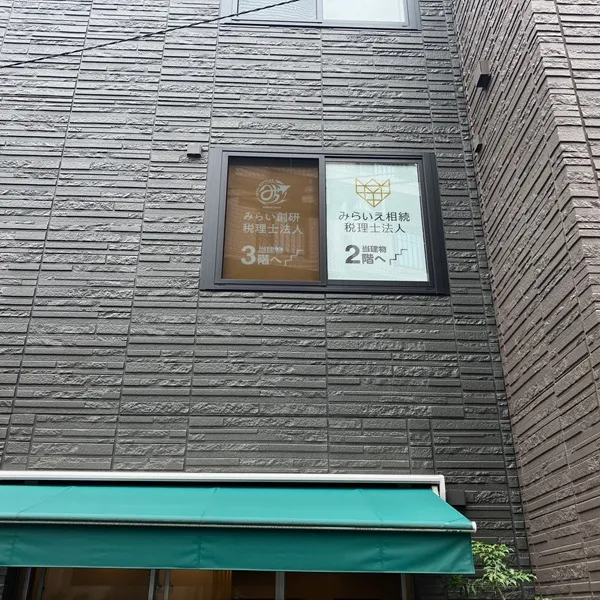 みらい創研
税理士法人
当建物
3階へ
みらいえ相続
税理士法人
当建物
2階へ